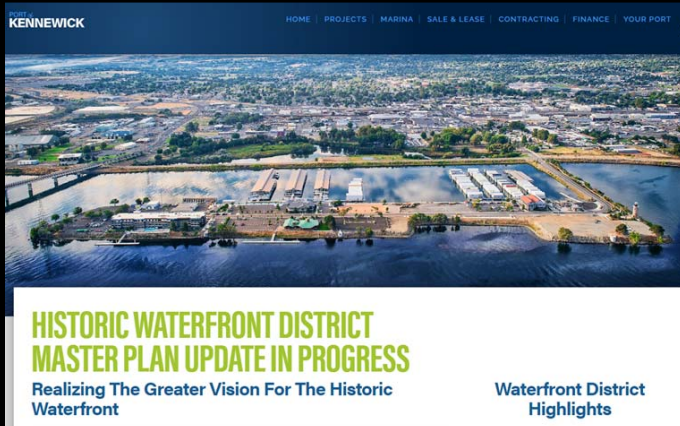 PORT of
KENNEWICK
HOME | PROJECTS | MARINA | SALE & LEASE | CONTRACTING | FINANCE | YOUR PORT
HISTORIC WATERFRONT DISTRICT
MASTER PLAN UPDATE IN PROGRESS
Realizing The Greater Vision For The Historic
Waterfront
Waterfront District
Highlights